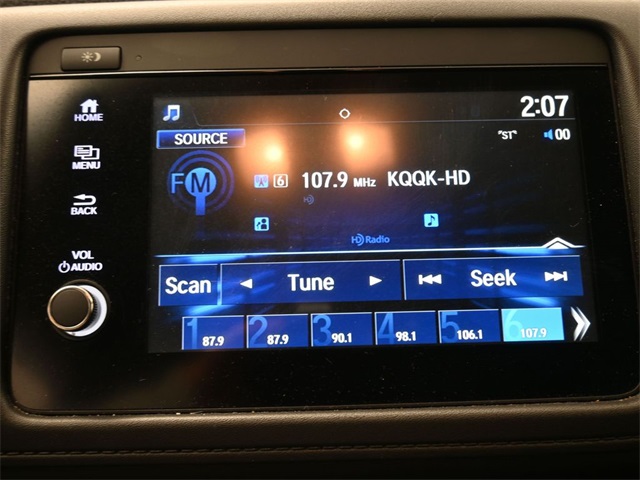 HOME
MENU
BACK
VOL
AUDIO
2:07
SOURCE
"ST" 00
FM
6 107.9 MHz KQQK-HD
HD
HD Radio
Scan Tune Seek
1 87.9 2 87.9 3 90.1 4 98.1 5 106.1 6 107.9